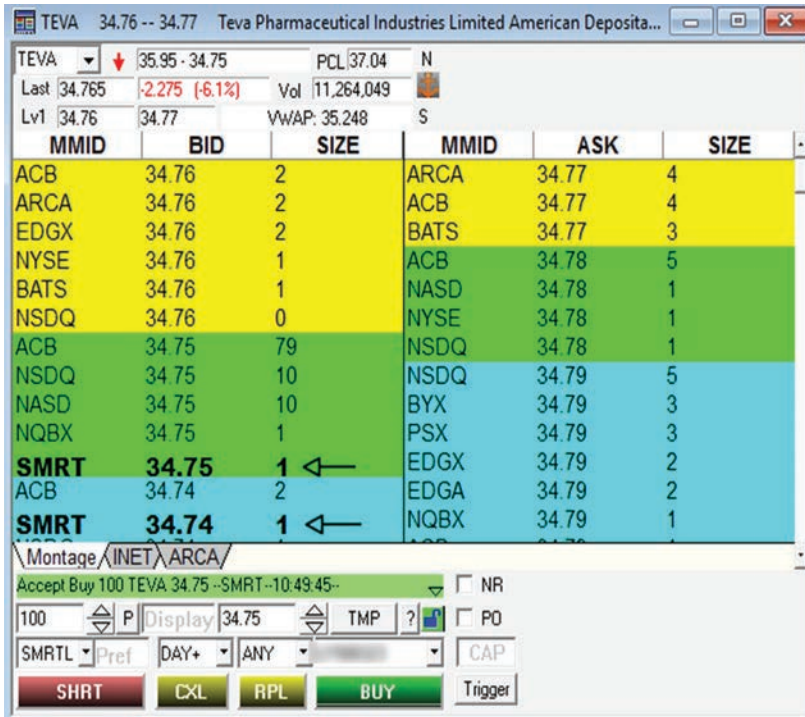 TEVA 34.76 -- 34.77 Teva Pharmaceutical Industries Limited American Deposita...
TEVA 35.95 - 34.75 PCL 37.04 N
Last 34.765 -2.275 (-6.1%) Vol 11,264,049
Lv1 34.76 34.77 VWAP: 35.248 S
MMID BID SIZE MMID ASK SIZE
ACB 34.76 2 ARCA 34.77 4
ARCA 34.76 2 ACB 34.77 4
EDGX 34.76 2 BATS 34.77 3
NYSE 34.76 1 ACB 34.78 5
BATS 34.76 1 NASD 34.78 1
NSDQ 34.76 0 NYSE 34.78 1
ACB 34.75 79 NSDQ 34.78 1
NSDQ 34.75 10 NSDQ 34.79 5
NASD 34.75 10 BYX 34.79 3
NQBX 34.75 1 PSX 34.79 3
SMRT 34.75 1 EDGX 34.79 2
ACB 34.74 2 EDGA 34.79 2
SMRT 34.74 1 NQBX 34.79 1
Montage INET ARCA
Accept Buy 100 TEVA 34.75 --SMRT--10:49:45-- NR
100 P Display 34.75 TMP ? PO
SMRTL Pref DAY+ ANY CAP
SHRT CXL RPL BUY Trigger